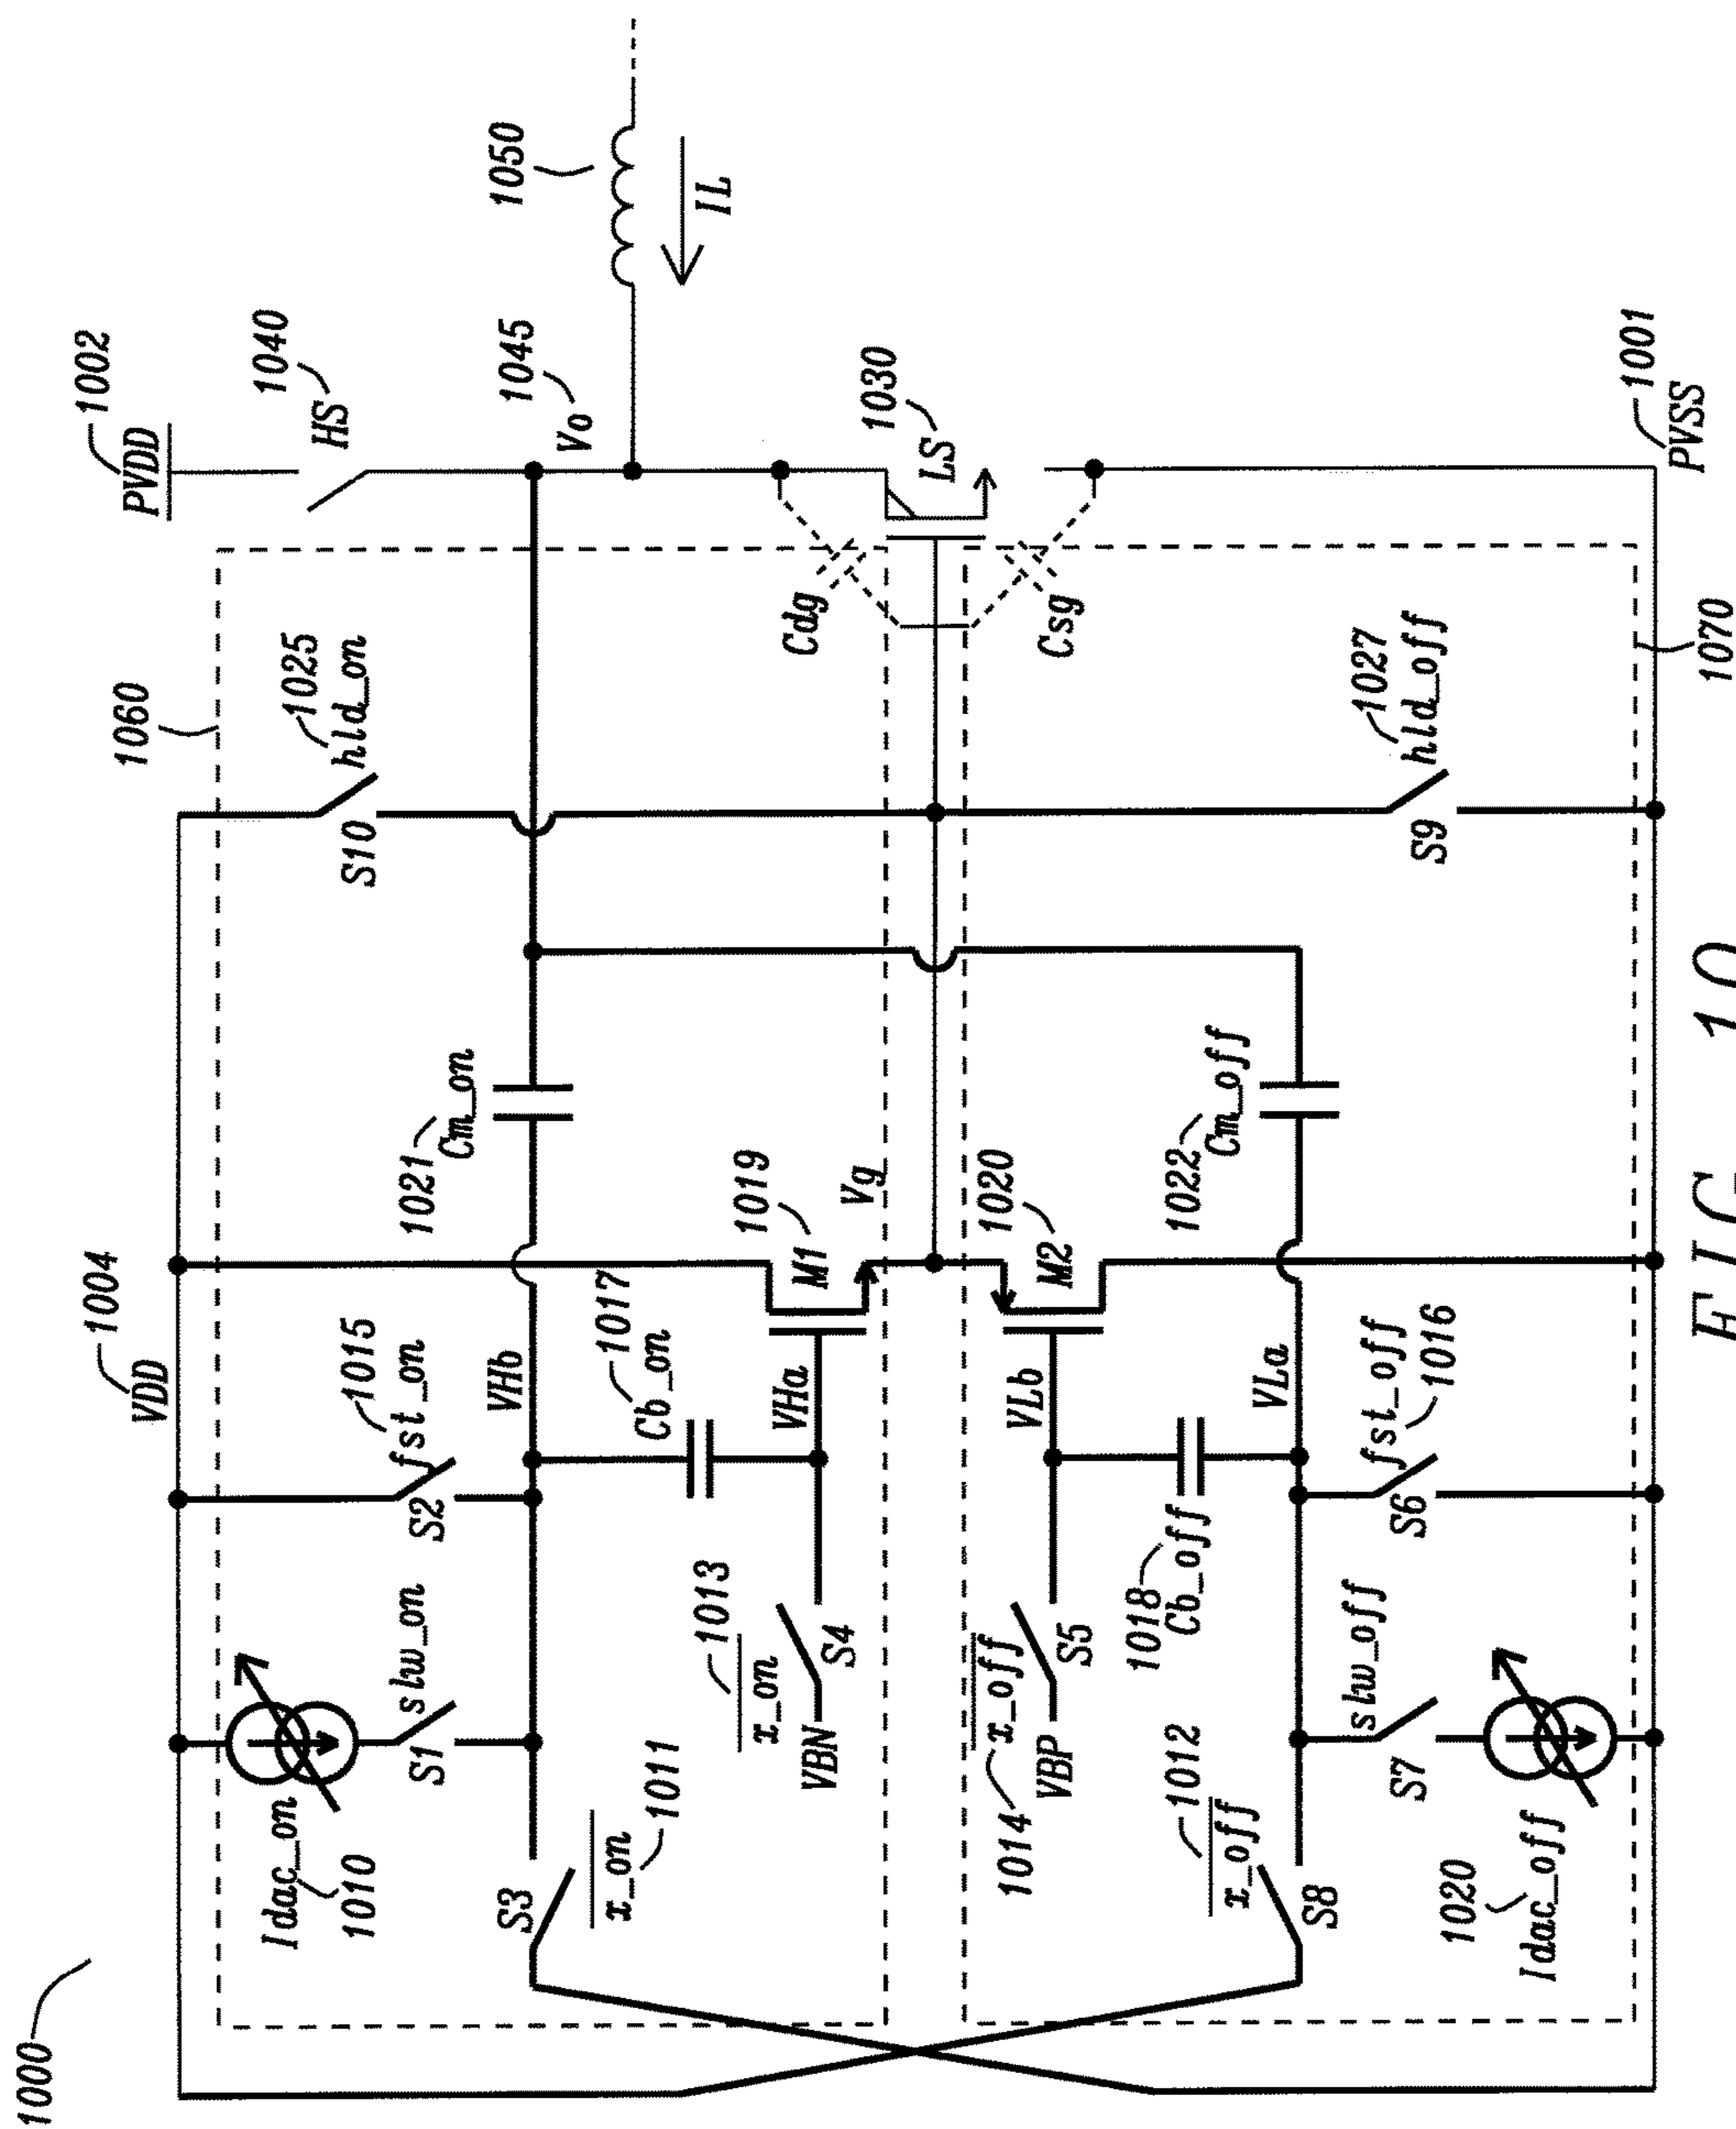 1000
VDD
1004
PVDD
1002
1060
Idac_on
1010
S1
slw_on
S2
fst_on
1015
S10
hld_on
1025
HS
1040
S3
x_on
1011
VHb
1021
Cm_on
Vo
1045
1050
IL
VBN
x_on
1013
S4
Cb_on
1017
VHa
M1
1019
Vg
Cdg
LS
1030
VBP
x_off
1014
S5
VLb
M2
1020
Csg
1018
Cb_off
VLa
1022
Cm_off
S8
x_off
1012
S7
slw_off
S6
fst_off
1016
S9
hld_off
1027
Idac_off
1020
1070
PVSS
1001
FIG. 10